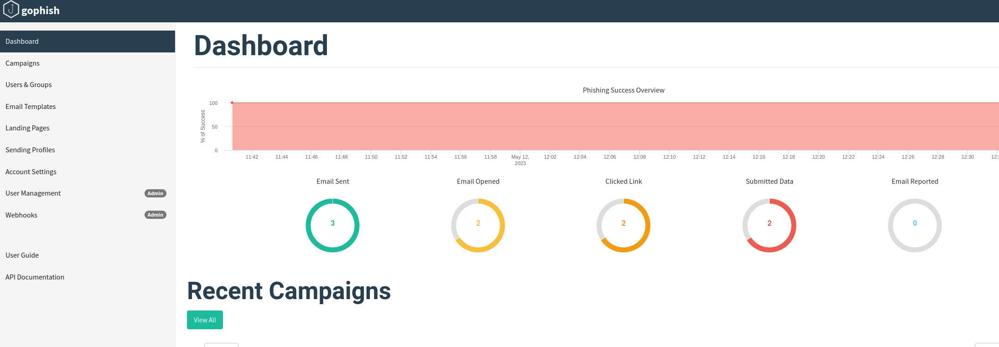 gophish
Dashboard
Campaigns
Users & Groups
Email Templates
Landing Pages
Sending Profiles
Account Settings
User Management Admin
Webhooks Admin
User Guide
API Documentation
Dashboard
Phishing Success Overview
% of Success
100
50
0
11:42 11:44 11:46 11:48 11:50 11:52 11:54 11:56 11:58 May 12, 12:02 12:04 12:06 12:08 12:10 12:12 12:14 12:16 12:18 12:20 12:22 12:24 12:26 12:28 12:30
2023
Email Sent Email Opened Clicked Link Submitted Data Email Reported
3 2 2 2 0
Recent Campaigns
View All